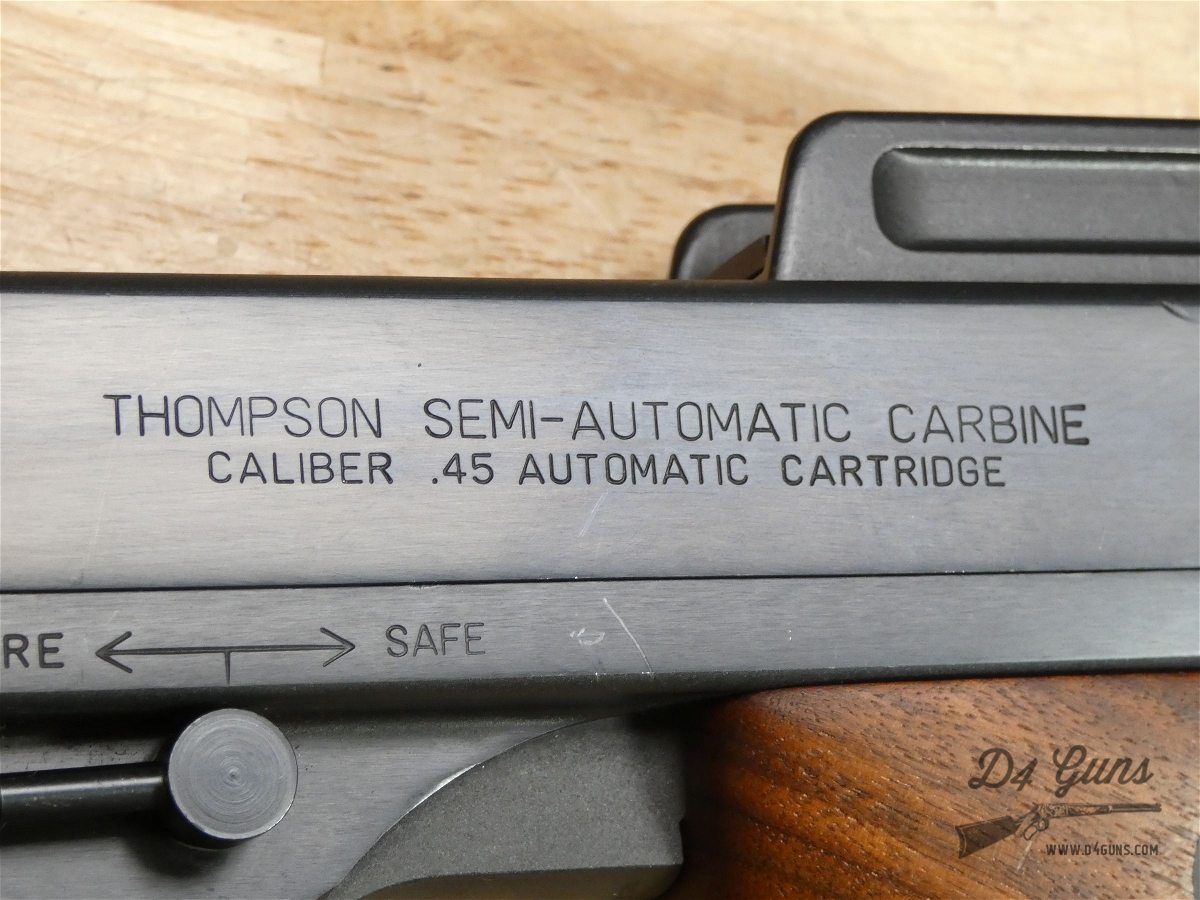 THOMPSON SEMI-AUTOMATIC CARBINE
CALIBER .45 AUTOMATIC CARTRIDGE
RE SAFE
D4 Guns
WWW.D4GUNS.COM